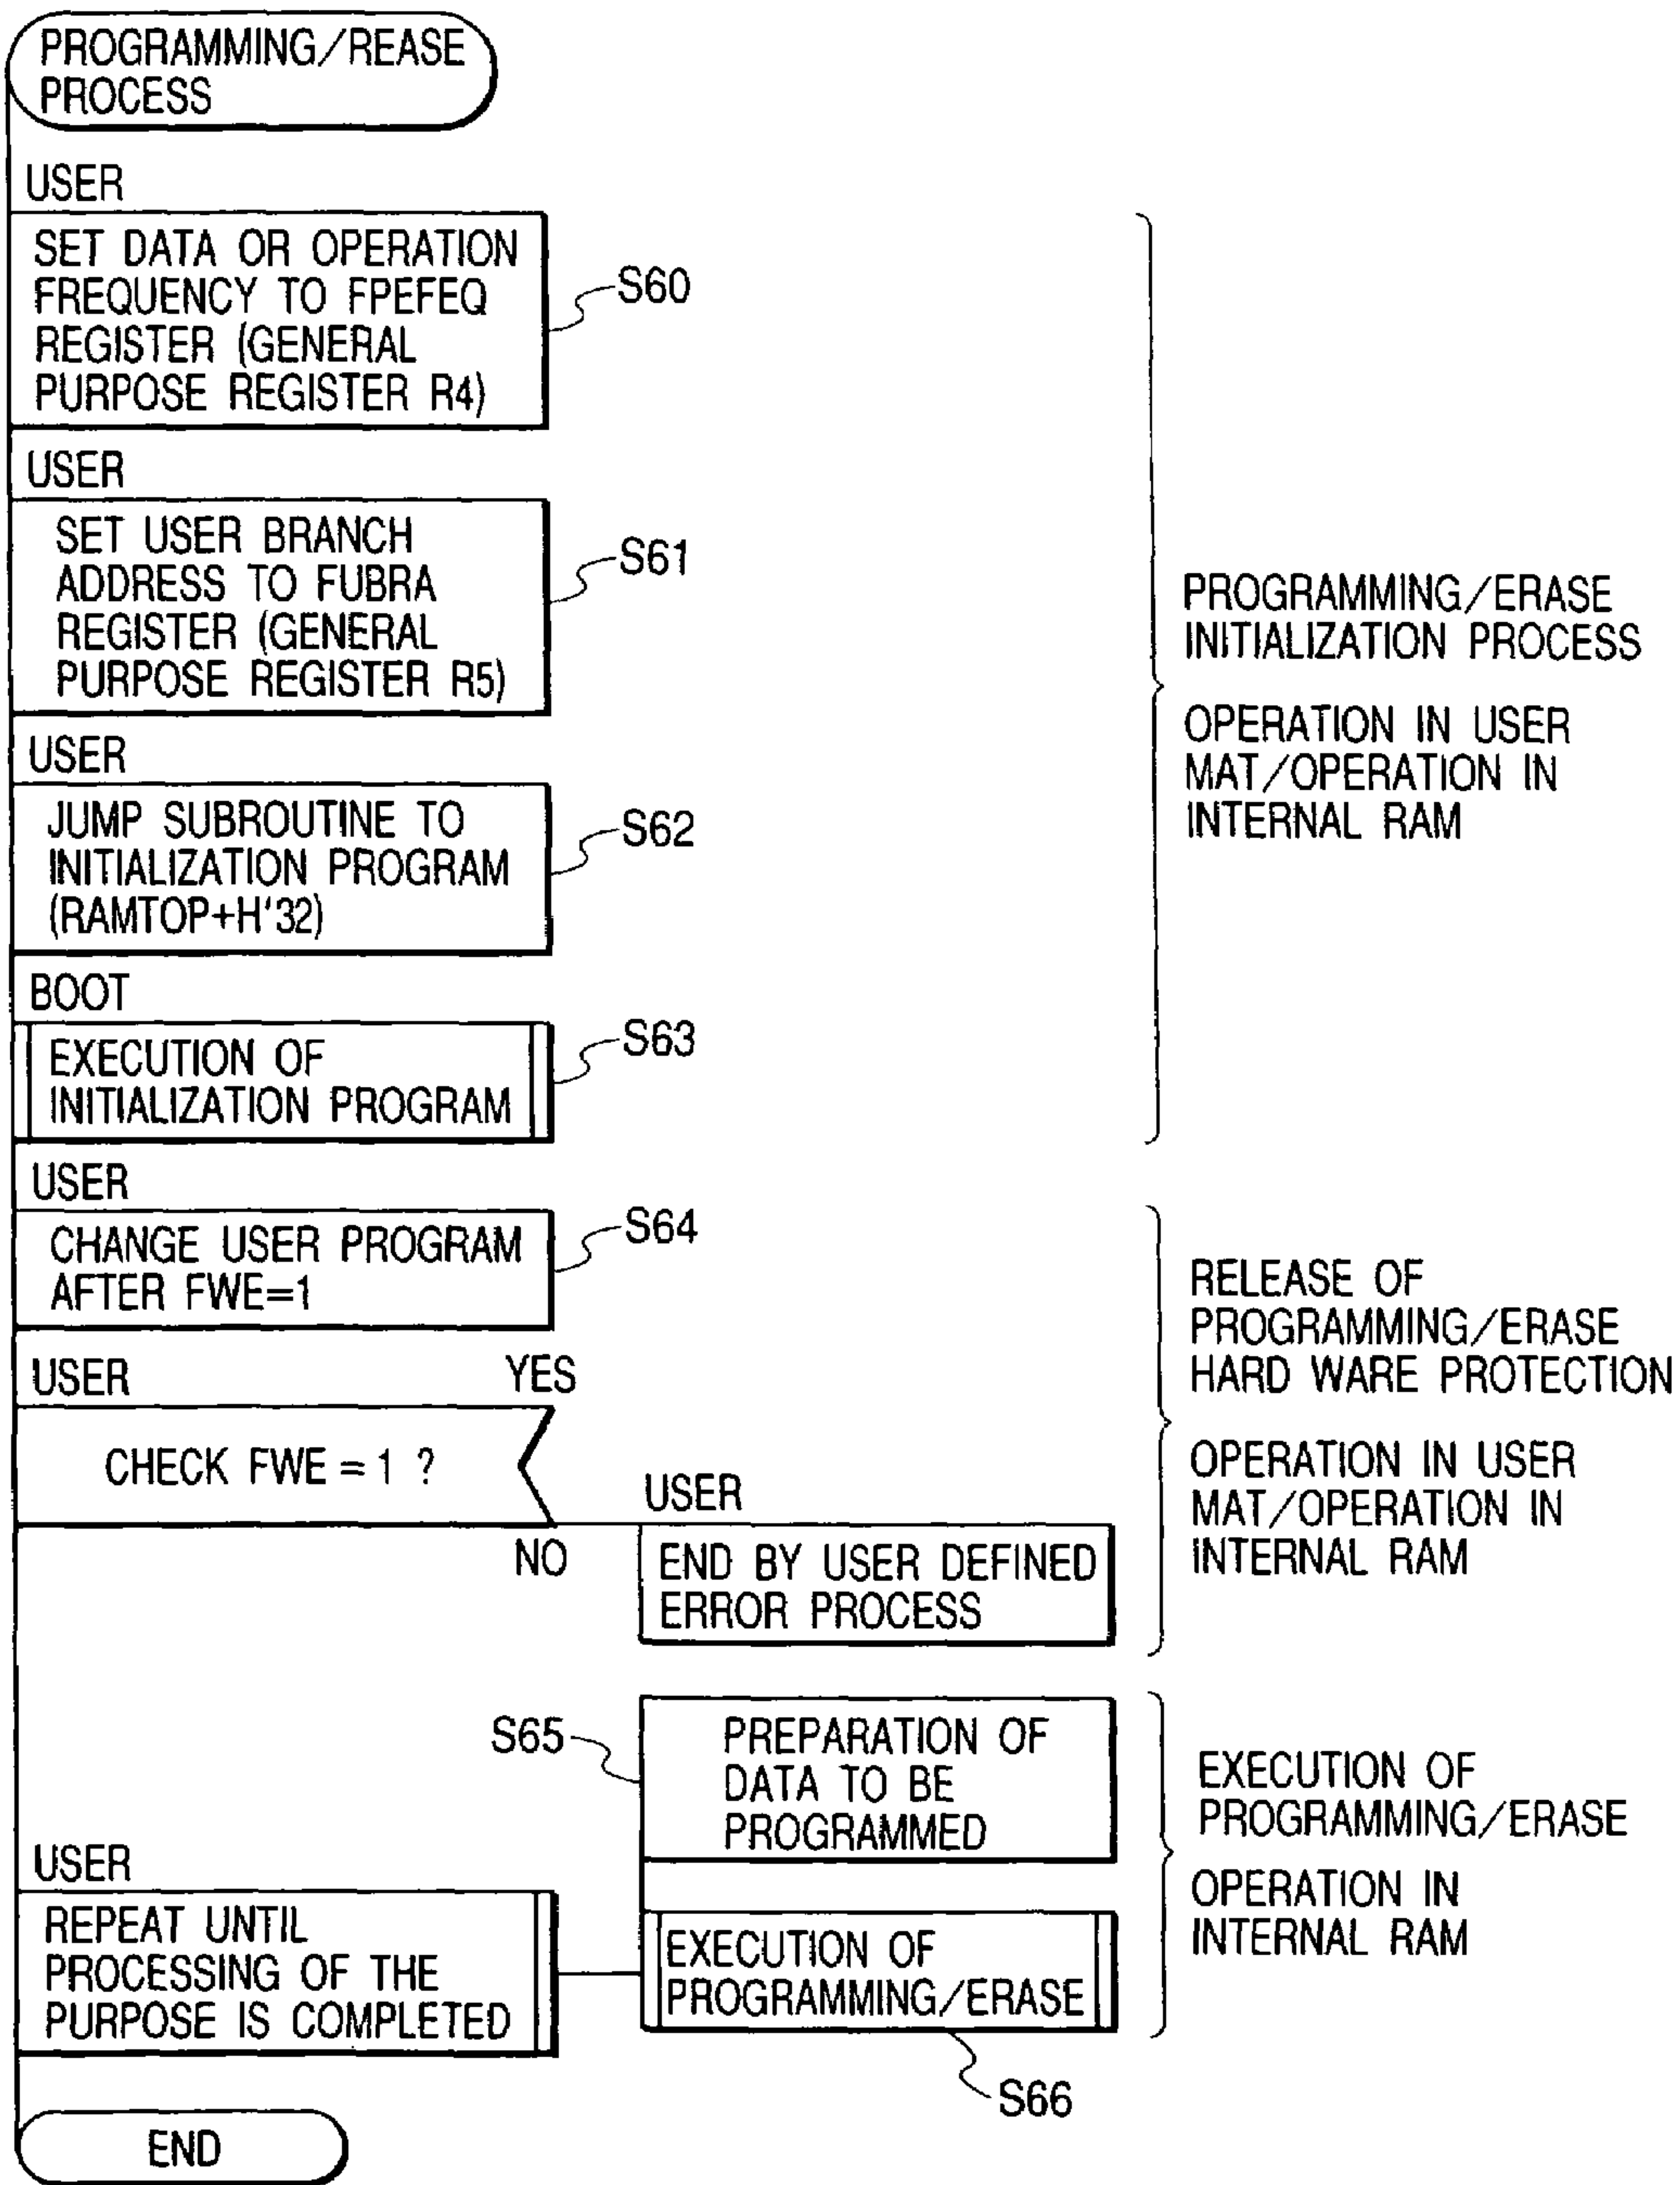 PROGRAMMING/REASE
PROCESS
USER
SET DATA OR OPERATION
FREQUENCY TO FPEFEQ
REGISTER (GENERAL
PURPOSE REGISTER R4)
S60
USER
SET USER BRANCH
ADDRESS TO FUBRA
REGISTER (GENERAL
PURPOSE REGISTER R5)
S61
USER
JUMP SUBROUTINE TO
INITIALIZATION PROGRAM
(RAMTOP+H'32)
S62
BOOT
EXECUTION OF
INITIALIZATION PROGRAM
S63
PROGRAMMING/ERASE
INITIALIZATION PROCESS
OPERATION IN USER
MAT/OPERATION IN
INTERNAL RAM
USER
CHANGE USER PROGRAM
AFTER FWE=1
S64
USER
YES
CHECK FWE = 1 ?
NO
USER
END BY USER DEFINED
ERROR PROCESS
RELEASE OF
PROGRAMMING/ERASE
HARD WARE PROTECTION
OPERATION IN USER
MAT/OPERATION IN
INTERNAL RAM
S65
PREPARATION OF
DATA TO BE
PROGRAMMED
USER
REPEAT UNTIL
PROCESSING OF THE
PURPOSE IS COMPLETED
EXECUTION OF
PROGRAMMING/ERASE
S66
EXECUTION OF
PROGRAMMING/ERASE
OPERATION IN
INTERNAL RAM
END